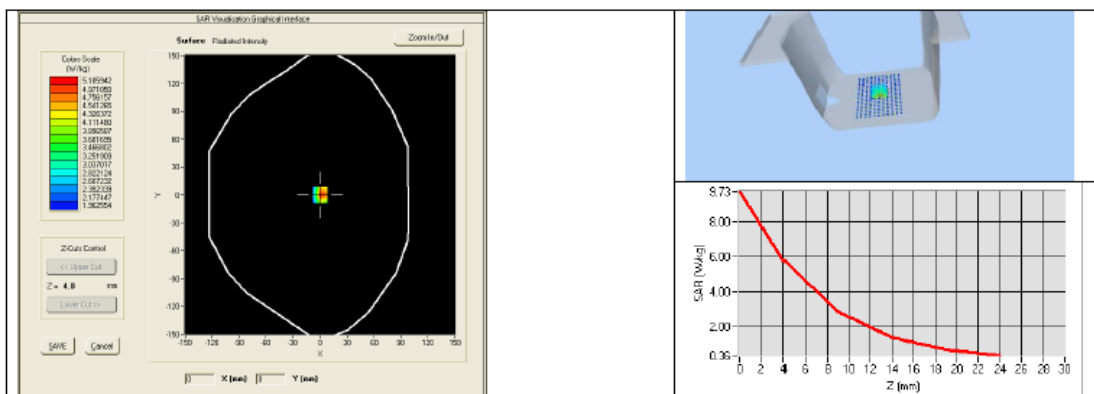 SAR Visualisation Graphical Interface
Surface Radiated Intensity
Zoom In/Out
Colors Scale
(W/kg)
5.185942
4.971050
4.756157
4.541265
4.326372
4.111480
3.896587
3.681695
3.466802
3.251909
3.037017
2.822124
2.607232
2.392339
2.177447
1.962554
150
120
90
60
30
0
-30
-60
-90
-120
-150
Y
-150 -120 -90 -60 -30 0 30 60 90 120 150
X
Z-Cuts Control
<< Upper Cut
Z = 4.0 mm
Lower Cut >>
SAVE Cancel
0 X (mm) 0 Y (mm)
9.73
8.00
6.00
4.00
2.00
0.36
SAR (W/kg)
0 2 4 6 8 10 12 14 16 18 20 22 24 26 28 30
Z (mm)